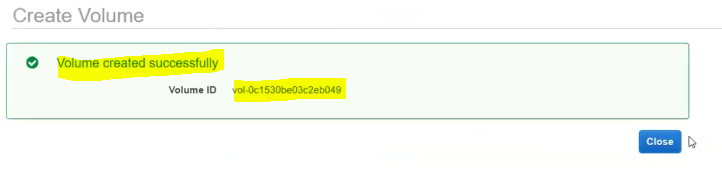 Create Volume
Volume created successfully
Volume ID vol-0c1530be03c2eb049
Close